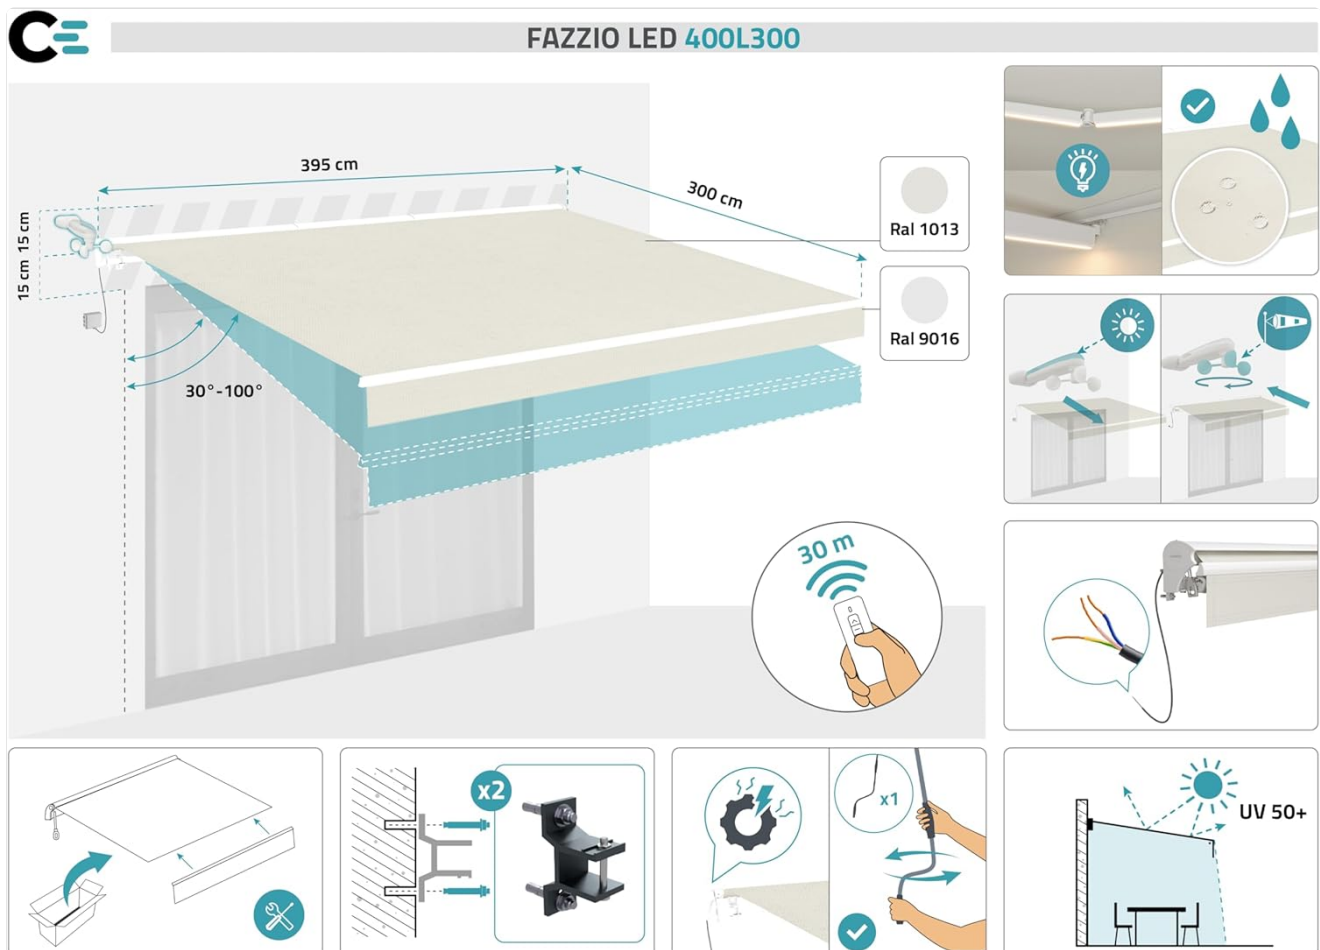 CE
FAZZIO LED 400L300
395 cm
300 cm
15 cm
15 cm
Ral 1013
Ral 9016
30°-100°
30 m
x2
x1
UV 50+